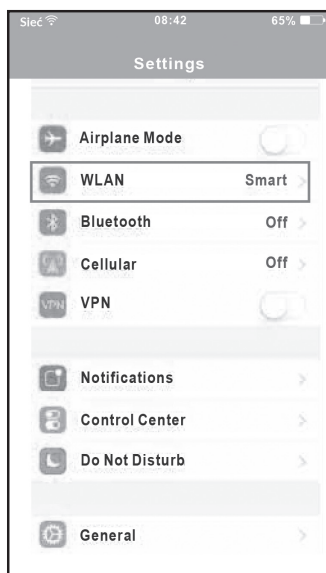 Sieć 08:42 65%
Settings
Airplane Mode
WLAN Smart
Bluetooth Off
Cellular Off
VPN VPN
Notifications
Control Center
Do Not Disturb
General